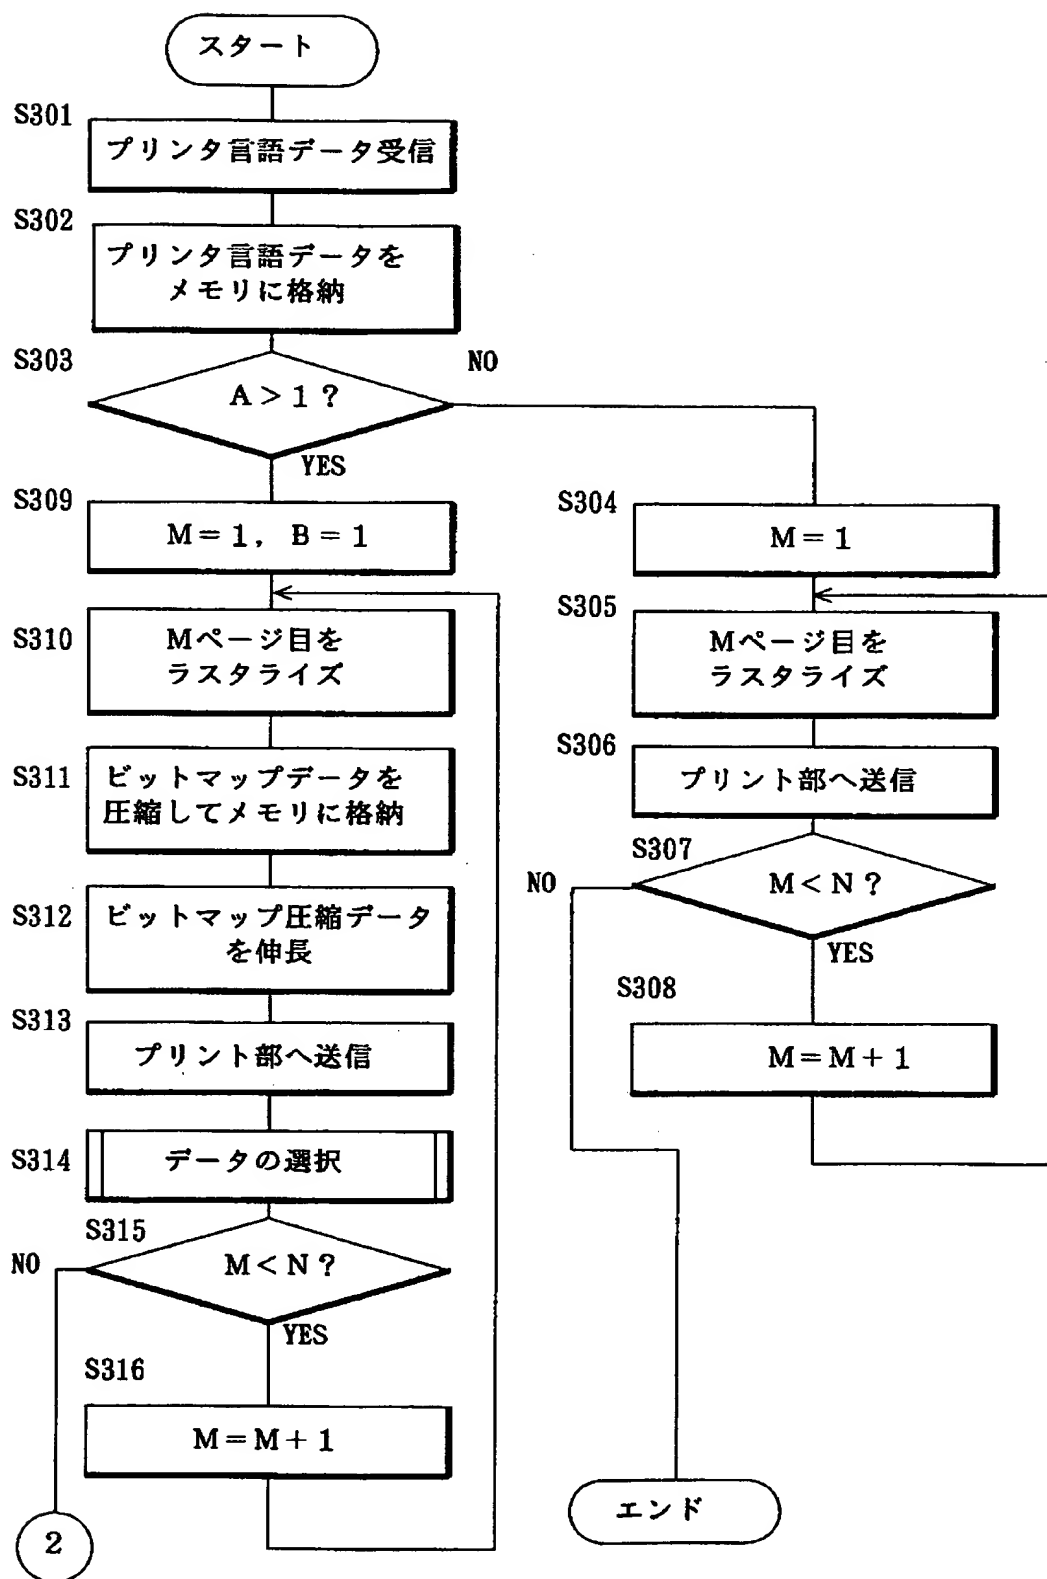 スタート
S301
プリンタ言語データ受信
S302
プリンタ言語データを
メモリに格納
S303
A>1?
NO
YES
S309
M=1, B=1
S310
Mページ目を
ラスタライズ
S311
ビットマップデータを
圧縮してメモリに格納
S312
ビットマップ圧縮データ
を伸長
S313
プリント部へ送信
S314
データの選択
S315
M<N?
NO
YES
S316
M=M+1
2
S304
M=1
S305
Mページ目を
ラスタライズ
S306
プリント部へ送信
S307
M<N?
NO
YES
S308
M=M+1
エンド